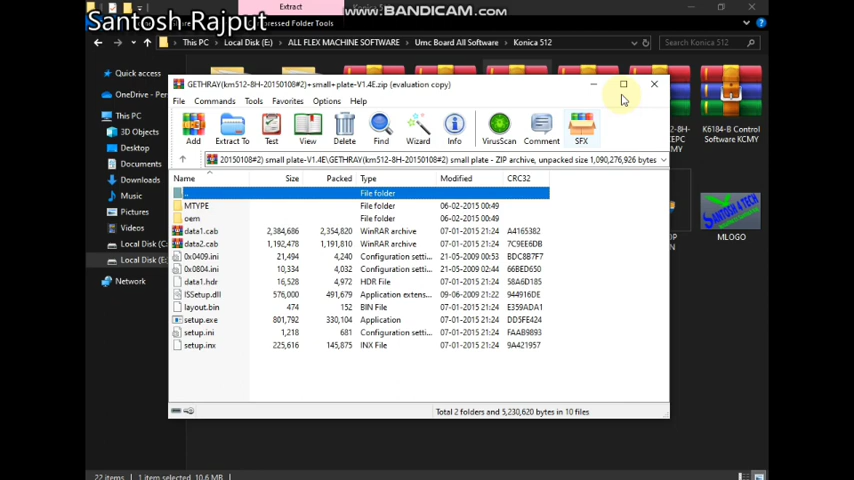 Extract
www.BANDICAM.com
Santosh Rajput
pressed Folder Tools
This PC › Local Disk (E:) › ALL FLEX MACHINE SOFTWARE › Umc Board All Software › Konica 512
Search Konica 512
Quick access
OneDrive - Pers
This PC
3D Objects
Desktop
Documents
Downloads
Music
Pictures
Videos
Local Disk (C:
Local Disk (E:
Network
GETHRAY(km512-8H-20150108#2)+small+plate-V1.4E.zip (evaluation copy)
File Commands Tools Favorites Options Help
Add Extract To Test View Delete Find Wizard Info VirusScan Comment SFX
20150108#2) small plate-V1.4E\GETHRAY(km512-8H-20150108#2) small plate - ZIP archive, unpacked size 1,090,276,926 bytes
Name Size Packed Type Modified CRC32
.. File folder
MTYPE File folder 06-02-2015 00:49
oem File folder 06-02-2015 00:49
data1.cab 2,384,686 2,354,820 WinRAR archive 07-01-2015 21:24 A4165382
data2.cab 1,192,478 1,191,810 WinRAR archive 07-01-2015 21:24 7C9EE6DB
0x0409.ini 21,494 4,240 Configuration setti... 21-05-2009 00:53 BDC8B7F7
0x0804.ini 10,334 4,032 Configuration setti... 21-05-2009 02:44 66BED650
data1.hdr 16,528 4,972 HDR File 07-01-2015 21:24 58A6D185
ISSetup.dll 576,000 491,679 Application extens... 09-06-2009 21:22 944916DE
layout.bin 474 152 BIN File 07-01-2015 21:24 E359ADA1
setup.exe 801,792 330,104 Application 07-01-2015 21:24 DD5FE424
setup.ini 1,218 681 Configuration setti... 07-01-2015 21:24 FAAB9893
setup.inx 225,616 145,875 INX File 07-01-2015 21:24 9A421957
Total 2 folders and 5,230,620 bytes in 10 files
K6184-B Control
Software KCMY
SANTOSH 4 TECH
MLOGO
22 items 1 item selected 10.6 MB